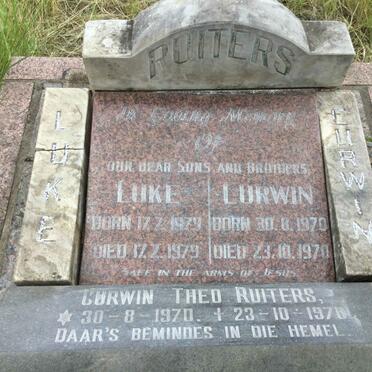 RUITERS
IN LOVING MEMORY
OF
OUR DEAR SONS AND BROTHERS
LUKE CURWIN
BORN 17.2.1979 BORN 30.8.1970
DIED 17.2.1979 DIED 23.10.1970
SAFE IN THE ARMS OF JESUS
LUKE
CURWIN
CURWIN THEO RUITERS,
✡ 30-8-1970. ✝ 23-10-1970.
DAAR'S BEMINDES IN DIE HEMEL.